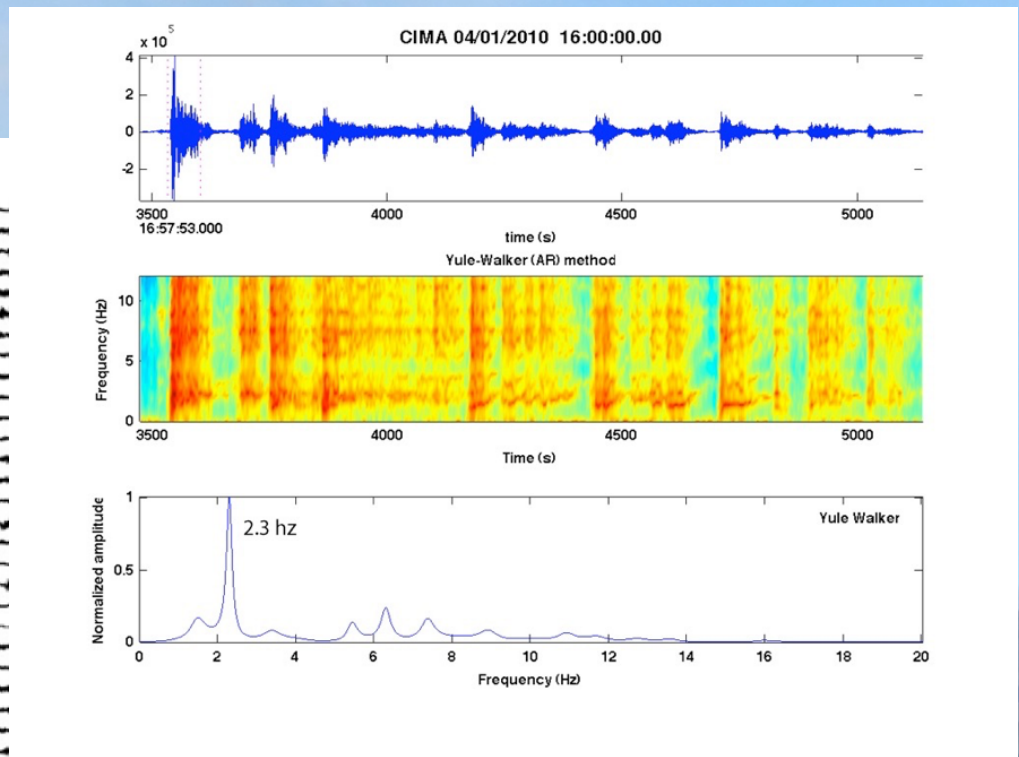 CIMA 04/01/2010 16:00:00.00
x 10 5
4
2
0
-2
3500 4000 4500 5000
16:57:53.000
time (s)
Yule-Walker (AR) method
Frequency (Hz)
10
5
0
3500 4000 4500 5000
Time (s)
Normalized amplitude
1
0.5
0
2.3 hz
Yule Walker
0 2 4 6 8 10 12 14 16 18 20
Frequency (Hz)